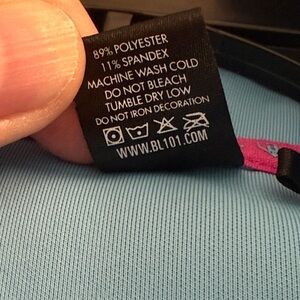 89% POLYESTER
11% SPANDEX
MACHINE WASH COLD
DO NOT BLEACH
TUMBLE DRY LOW
DO NOT IRON DECORATION
WWW.BL101.COM